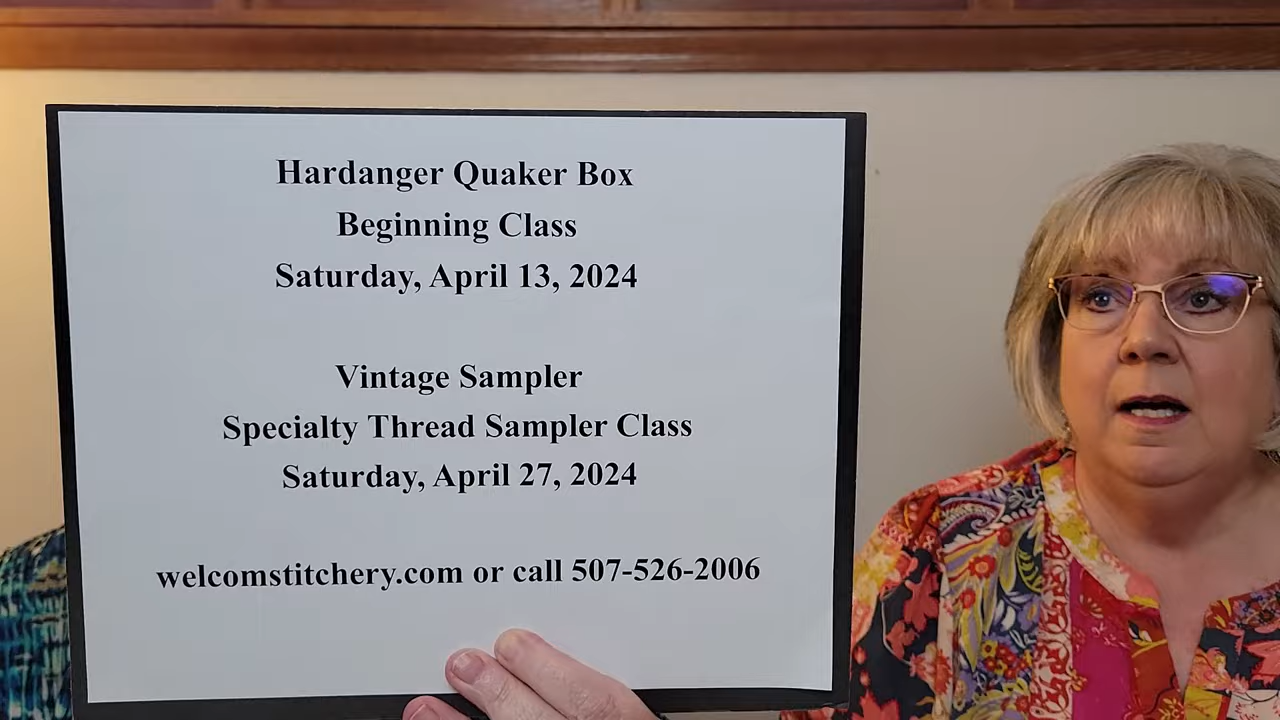 Hardanger Quaker Box
Beginning Class
Saturday, April 13, 2024
Vintage Sampler
Specialty Thread Sampler Class
Saturday, April 27, 2024
welcomstitchery.com or call 507-526-2006